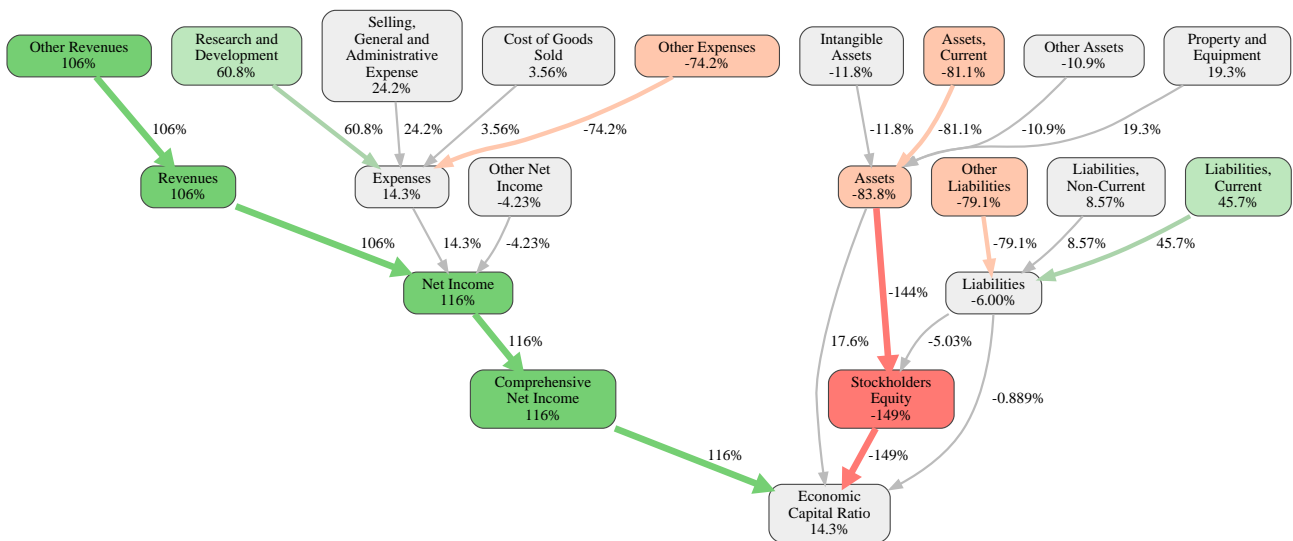 Other Revenues
106%
Research and
Development
60.8%
Selling,
General and
Administrative
Expense
24.2%
Cost of Goods
Sold
3.56%
Other Expenses
-74.2%
Intangible
Assets
-11.8%
Assets,
Current
-81.1%
Other Assets
-10.9%
Property and
Equipment
19.3%
106%
60.8%
24.2%
3.56%
-74.2%
-11.8%
-81.1%
-10.9%
19.3%
Revenues
106%
Expenses
14.3%
Other Net
Income
-4.23%
Assets
-83.8%
Other
Liabilities
-79.1%
Liabilities,
Non-Current
8.57%
Liabilities,
Current
45.7%
106%
14.3%
-4.23%
-79.1%
8.57%
45.7%
Net Income
116%
-144%
Liabilities
-6.00%
116%
17.6%
-5.03%
Comprehensive
Net Income
116%
Stockholders
Equity
-149%
-0.889%
116%
-149%
Economic
Capital Ratio
14.3%